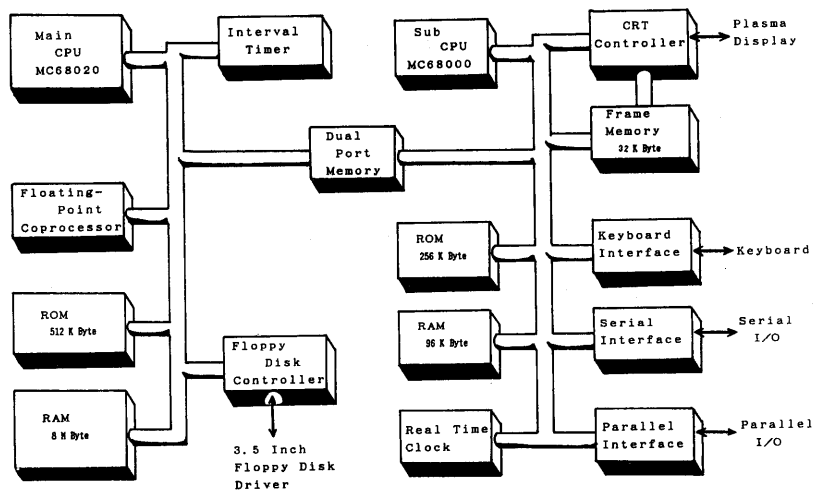 Main
CPU
MC68020
Interval
Timer
Sub
CPU
MC68000
CRT
Controller
Plasma
Display
Dual
Port
Memory
Frame
Memory
32 K Byte
Floating-
Point
Coprocessor
ROM
256 K Byte
Keyboard
Interface
Keyboard
ROM
512 K Byte
Floppy
Disk
Controller
RAM
96 K Byte
Serial
Interface
Serial
I/O
RAM
8 M Byte
3.5 Inch
Floppy Disk
Driver
Real Time
Clock
Parallel
Interface
Parallel
I/O